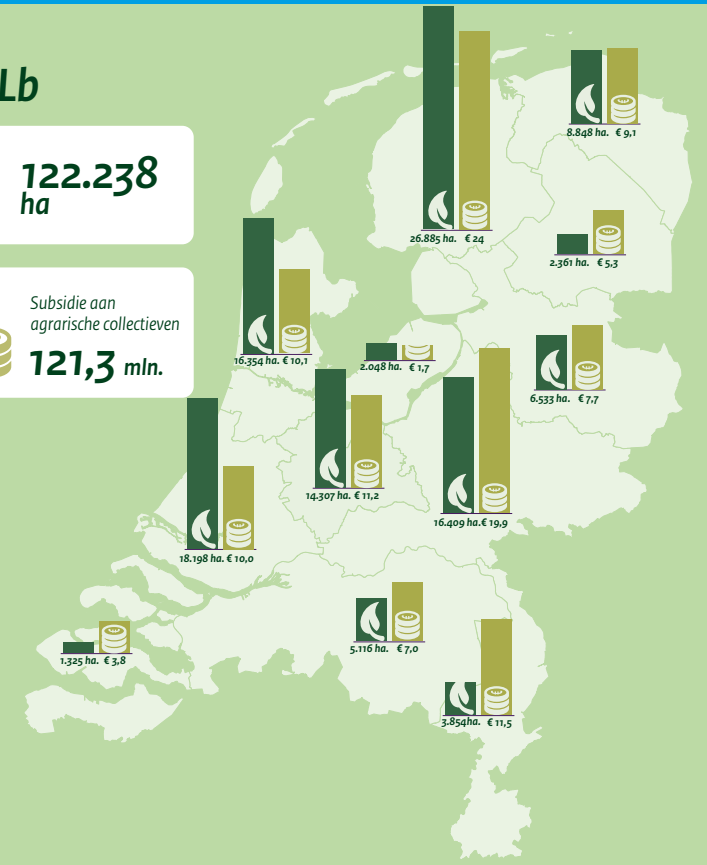 Lb
122.238
ha
Subsidie aan
agrarische collectieven
121,3 mln.
8.848 ha. € 9,1
26.885 ha. € 24
2.361 ha. € 5,3
16.354 ha. € 10,1
2.048 ha. € 1,7
6.533 ha. € 7,7
14.307 ha. € 11,2
16.409 ha. € 19,9
18.198 ha. € 10,0
5.116 ha. € 7,0
1.325 ha. € 3,8
3.854ha. € 11,5